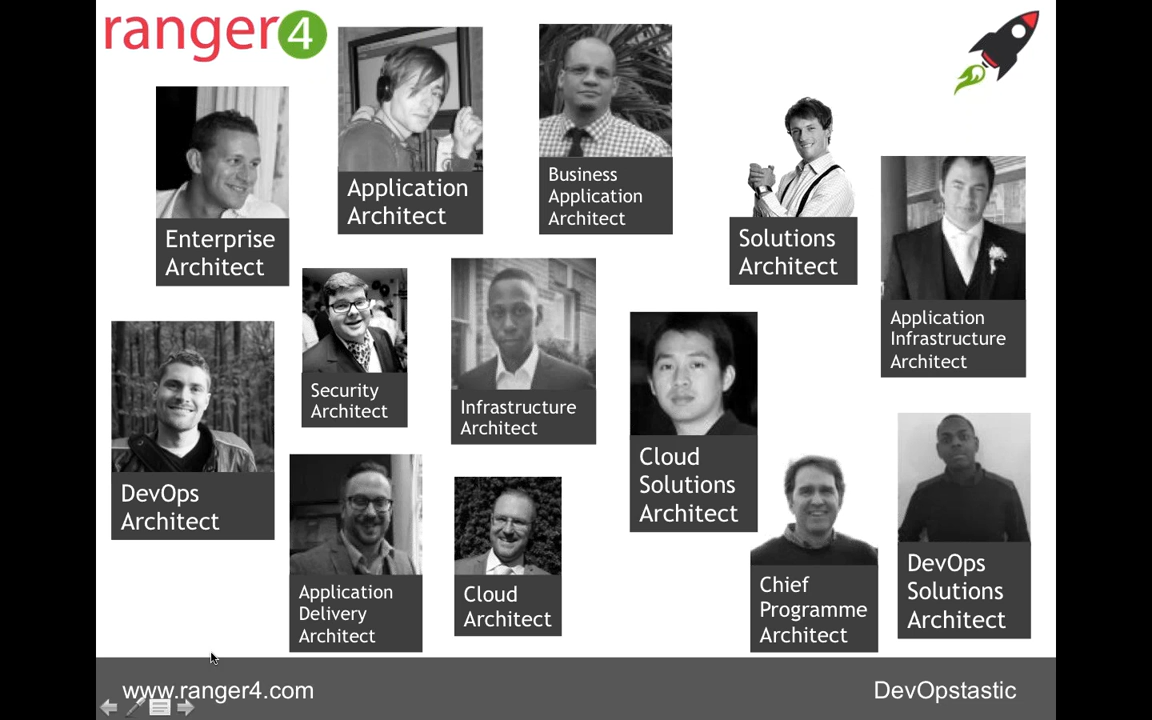 ranger4
Application
Architect
Business
Application
Architect
Enterprise
Architect
Solutions
Architect
Application
Infrastructure
Architect
Security
Architect
Infrastructure
Architect
DevOps
Architect
Cloud
Solutions
Architect
Application
Delivery
Architect
Cloud
Architect
Chief
Programme
Architect
DevOps
Solutions
Architect
www.ranger4.com
DevOpstastic